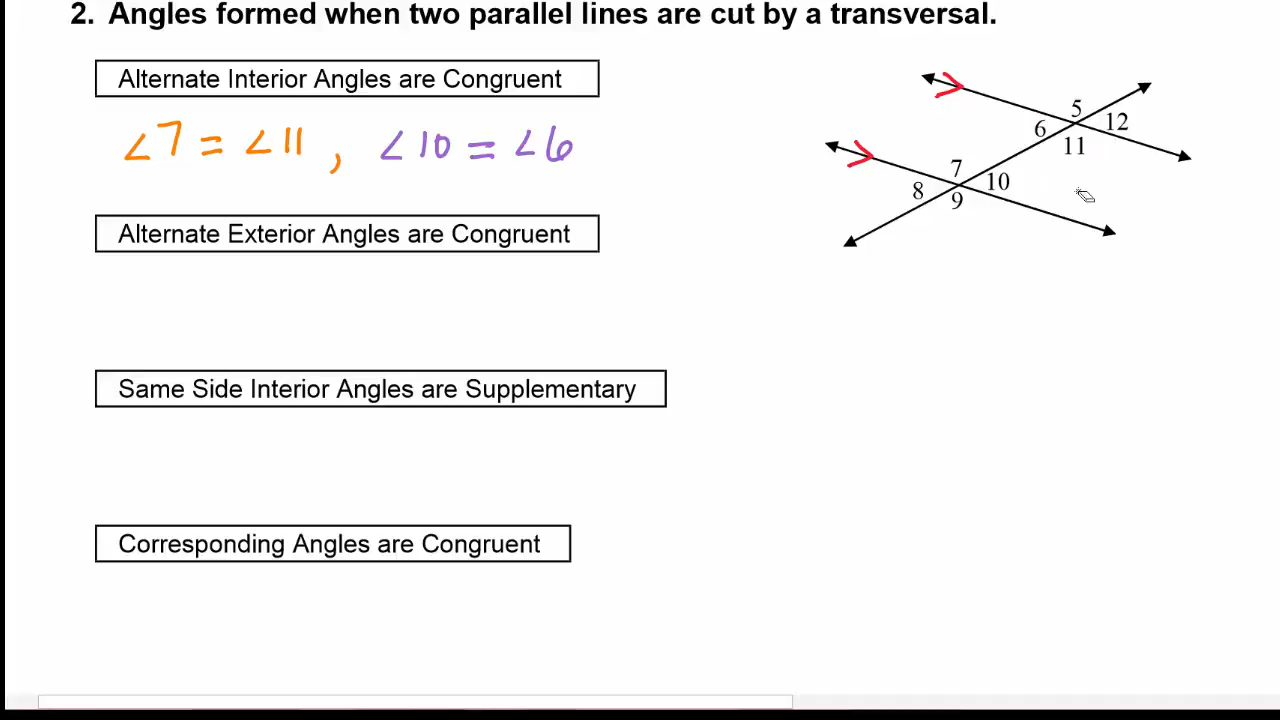 2. Angles formed when two parallel lines are cut by a transversal.
Alternate Interior Angles are Congruent
∠7 = ∠11 , ∠10 = ∠6
Alternate Exterior Angles are Congruent
Same Side Interior Angles are Supplementary
Corresponding Angles are Congruent
5
6 12
11
7
8 10
9